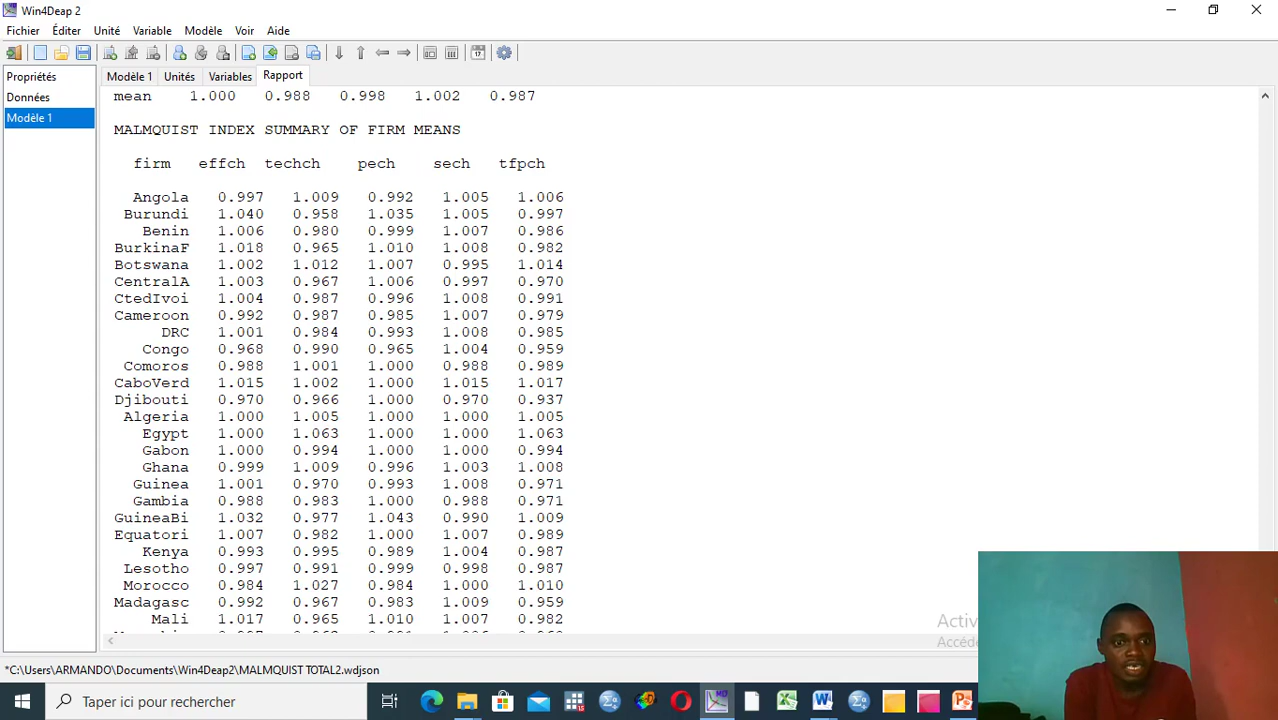 Win4Deap 2
Fichier Éditer Unité Variable Modèle Voir Aide
17
Propriétés
Données
Modèle 1
Modèle 1 Unités Variables Rapport
mean 1.000 0.988 0.998 1.002 0.987
MALMQUIST INDEX SUMMARY OF FIRM MEANS
firm effch techch pech sech tfpch
Angola 0.997 1.009 0.992 1.005 1.006
Burundi 1.040 0.958 1.035 1.005 0.997
Benin 1.006 0.980 0.999 1.007 0.986
BurkinaF 1.018 0.965 1.010 1.008 0.982
Botswana 1.002 1.012 1.007 0.995 1.014
CentralA 1.003 0.967 1.006 0.997 0.970
CtedIvoi 1.004 0.987 0.996 1.008 0.991
Cameroon 0.992 0.987 0.985 1.007 0.979
DRC 1.001 0.984 0.993 1.008 0.985
Congo 0.968 0.990 0.965 1.004 0.959
Comoros 0.988 1.001 1.000 0.988 0.989
CaboVerd 1.015 1.002 1.000 1.015 1.017
Djibouti 0.970 0.966 1.000 0.970 0.937
Algeria 1.000 1.005 1.000 1.000 1.005
Egypt 1.000 1.063 1.000 1.000 1.063
Gabon 1.000 0.994 1.000 1.000 0.994
Ghana 0.999 1.009 0.996 1.003 1.008
Guinea 1.001 0.970 0.993 1.008 0.971
Gambia 0.988 0.983 1.000 0.988 0.971
GuineaBi 1.032 0.977 1.043 0.990 1.009
Equatori 1.007 0.982 1.000 1.007 0.989
Kenya 0.993 0.995 0.989 1.004 0.987
Lesotho 0.997 0.991 0.999 0.998 0.987
Morocco 0.984 1.027 0.984 1.000 1.010
Madagasc 0.992 0.967 0.983 1.009 0.959
Mali 1.017 0.965 1.010 1.007 0.982
Activ
Accéde
*C:\Users\ARMANDO\Documents\Win4Deap2\MALMQUIST TOTAL2.wdjson
Taper ici pour rechercher